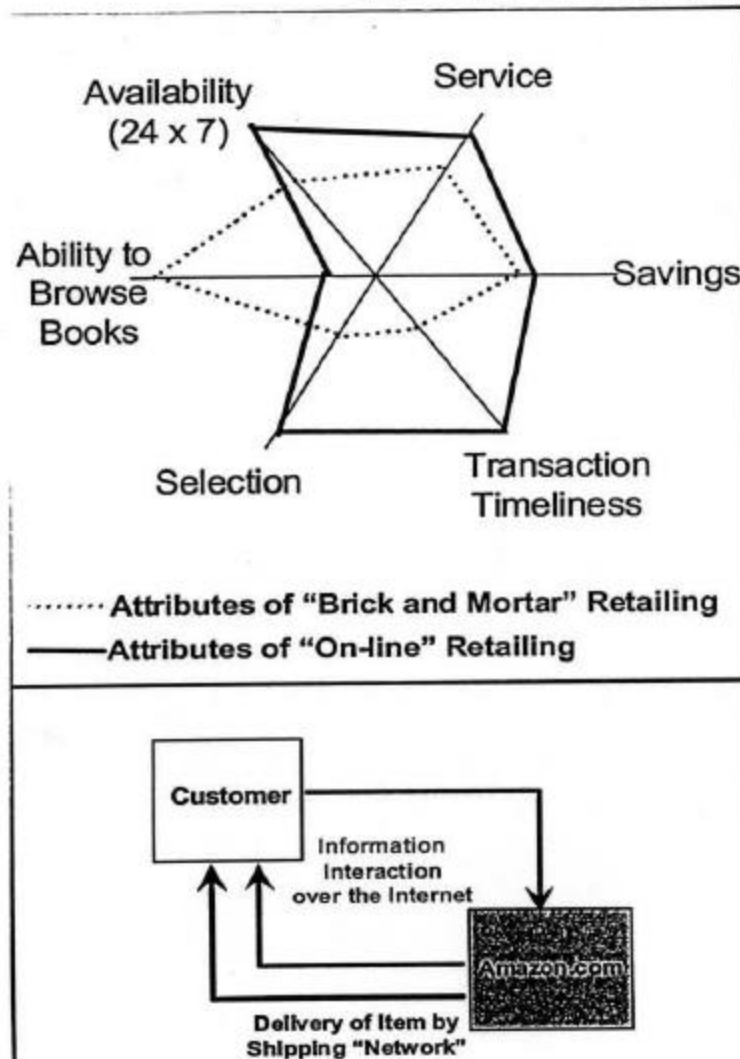 Availability
(24 x 7)
Service
Ability to
Browse
Books
Savings
Selection
Transaction
Timeliness
Attributes of "Brick and Mortar" Retailing
Attributes of "On-line" Retailing
Customer
Information
Interaction
over the Internet
Amazon.com
Delivery of Item by
Shipping "Network"